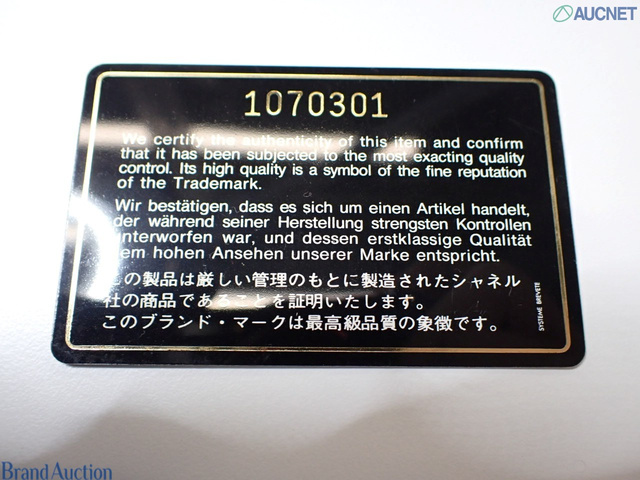 AUCNET
1070301
We certify the authenticity of this item and confirm
that it has been subjected to the most exacting quality
control. Its high quality is a symbol of the fine reputation
of the Trademark.
Wir bestätigen, dass es sich um einen Artikel handelt,
der während seiner Herstellung strengsten Kontrollen
unterworfen war, und dessen erstklassige Qualität
dem hohen Ansehen unserer Marke entspricht.
この製品は厳しい管理のもとに製造されたシャネル
社の商品であることを証明いたします。
このブランド・マークは最高級品質の象徴です。
SYSTEME BREVETE
Brand Auction